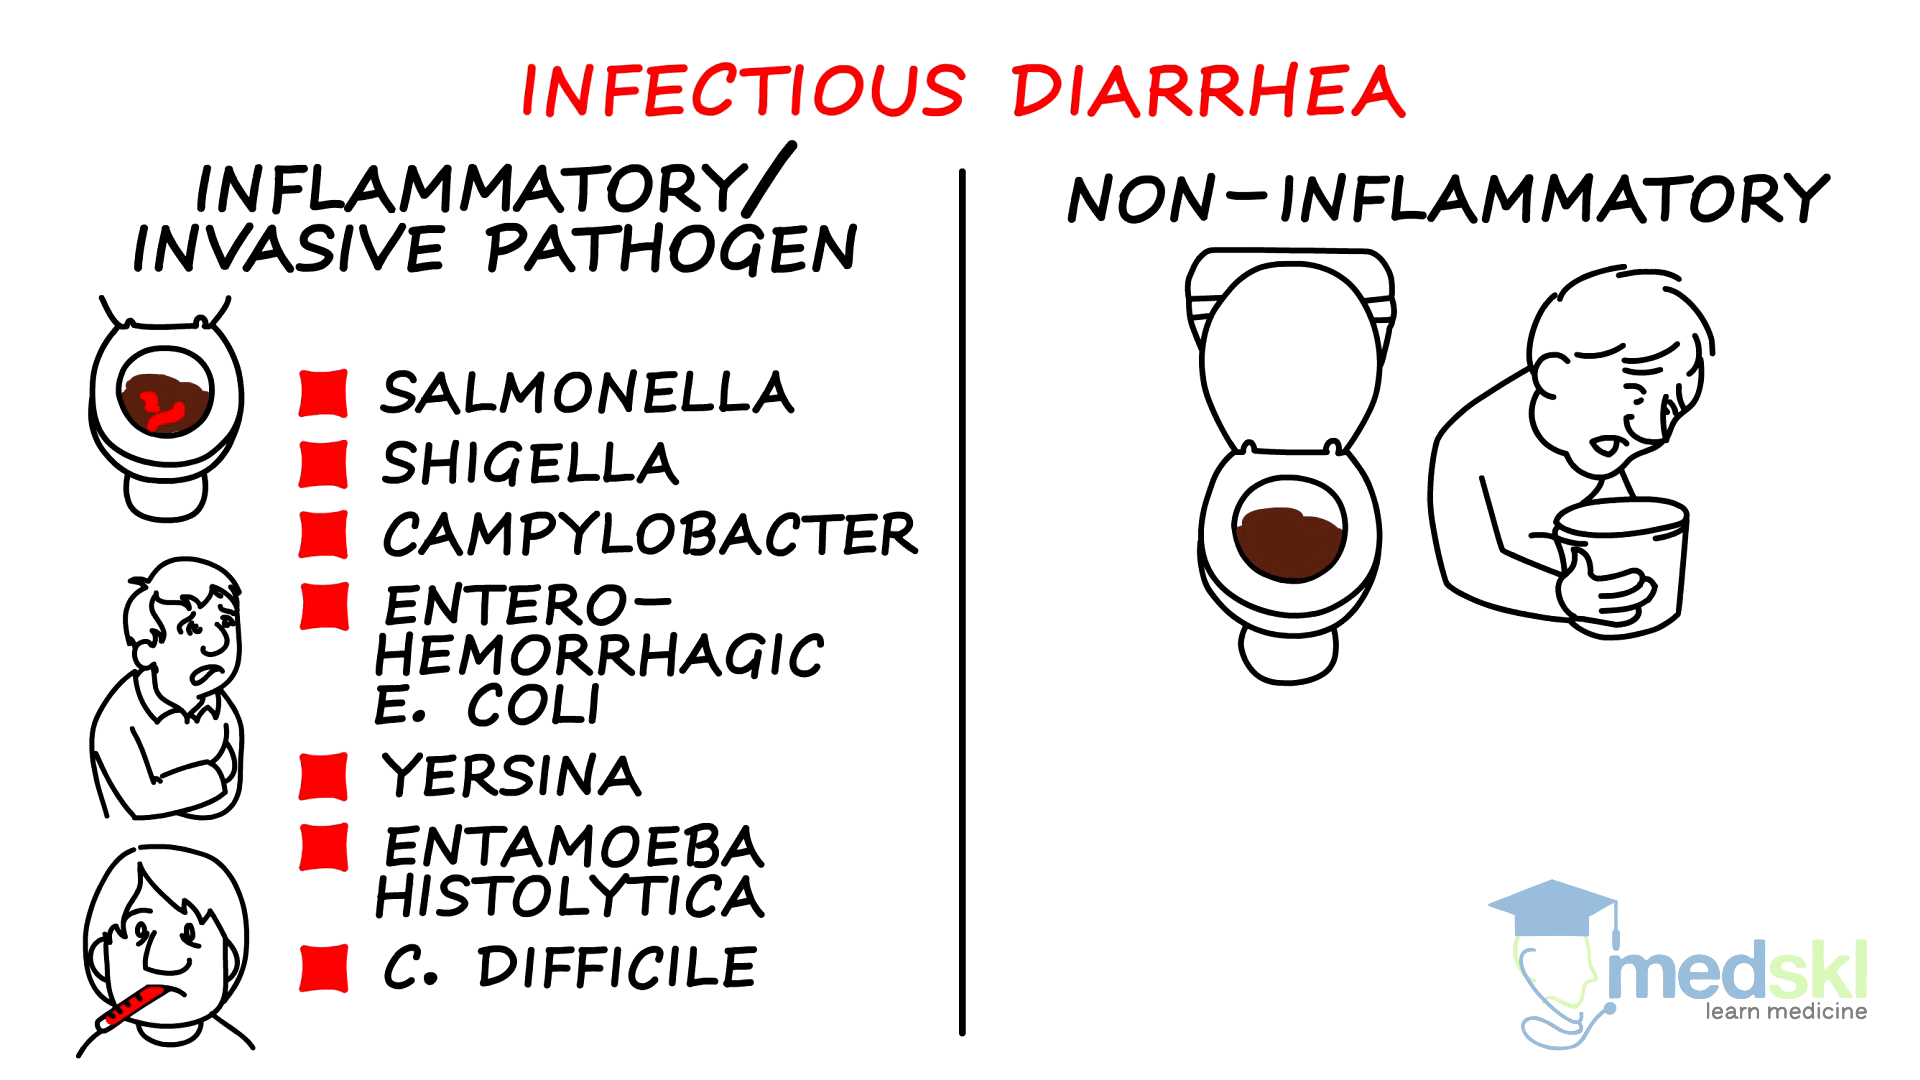 INFECTIOUS DIARRHEA
INFLAMMATORY/
INVASIVE PATHOGEN
SALMONELLA
SHIGELLA
CAMPYLOBACTER
ENTERO-
HEMORRHAGIC
E. COLI
YERSINA
ENTAMOEBA
HISTOLYTICA
C. DIFFICILE
NON-INFLAMMATORY
medskl
learn medicine